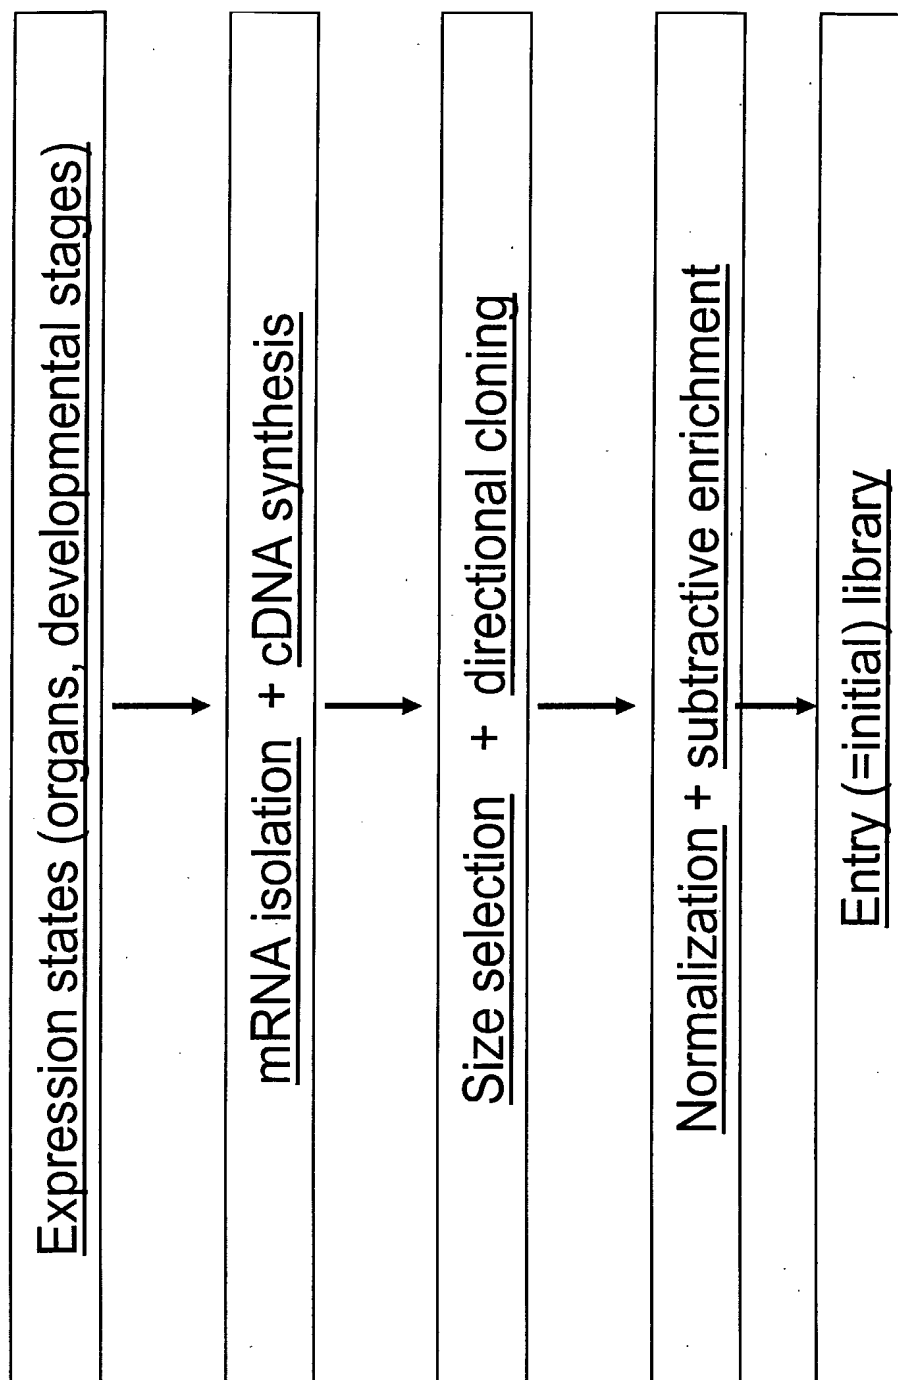 Expression states (organs, developmental stages)
mRNA isolation + cDNA synthesis
Size selection + directional cloning
Normalization + subtractive enrichment
Entry (=initial) library